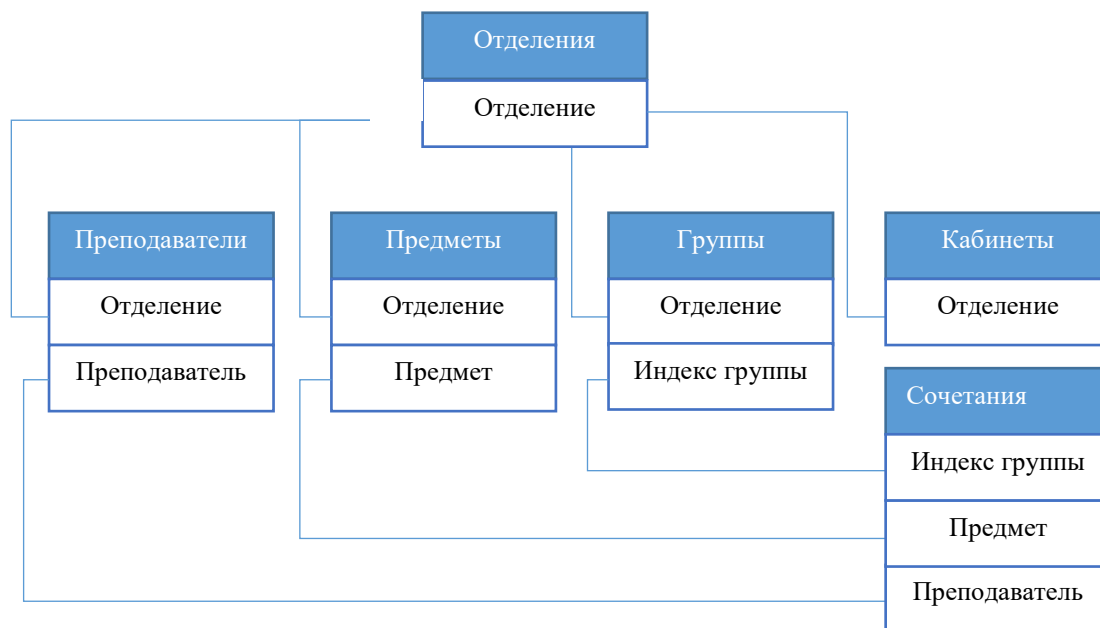 Отделения
Отделение
Преподаватели
Отделение
Преподаватель
Предметы
Отделение
Предмет
Группы
Отделение
Индекс группы
Кабинеты
Отделение
Сочетания
Индекс группы
Предмет
Преподаватель